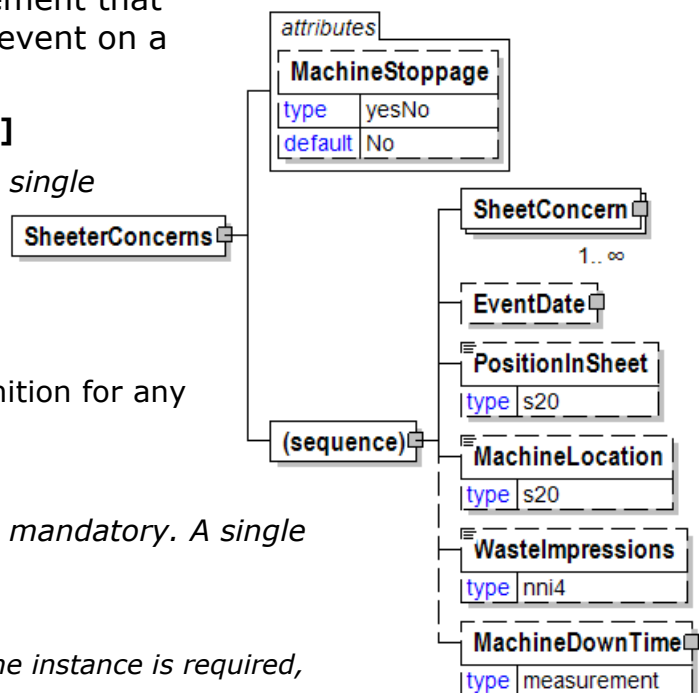 ement that
event on a
]
single
nition for any
mandatory. A single
ne instance is required,
attributes
MachineStoppage
type yesNo
default No
SheeterConcerns
(sequence)
SheetConcern
1.. ∞
EventDate
PositionInSheet
type s20
MachineLocation
type s20
WasteImpressions
type nni4
MachineDownTime
type measurement